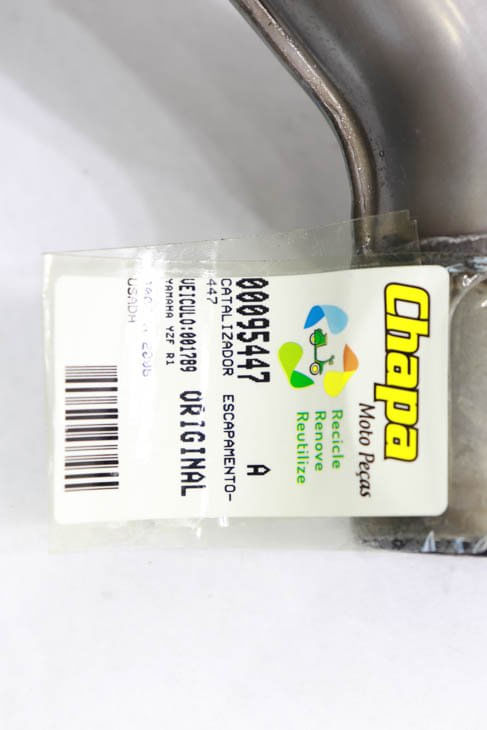 Chapa
Moto Peças
Recicle
Renove
Reutilize
00095447 A
CATALIZADOR ESCAPAMENTO-
447
VEICULO:001789 ORIGINAL
YAMAHA YZF R1
USADA